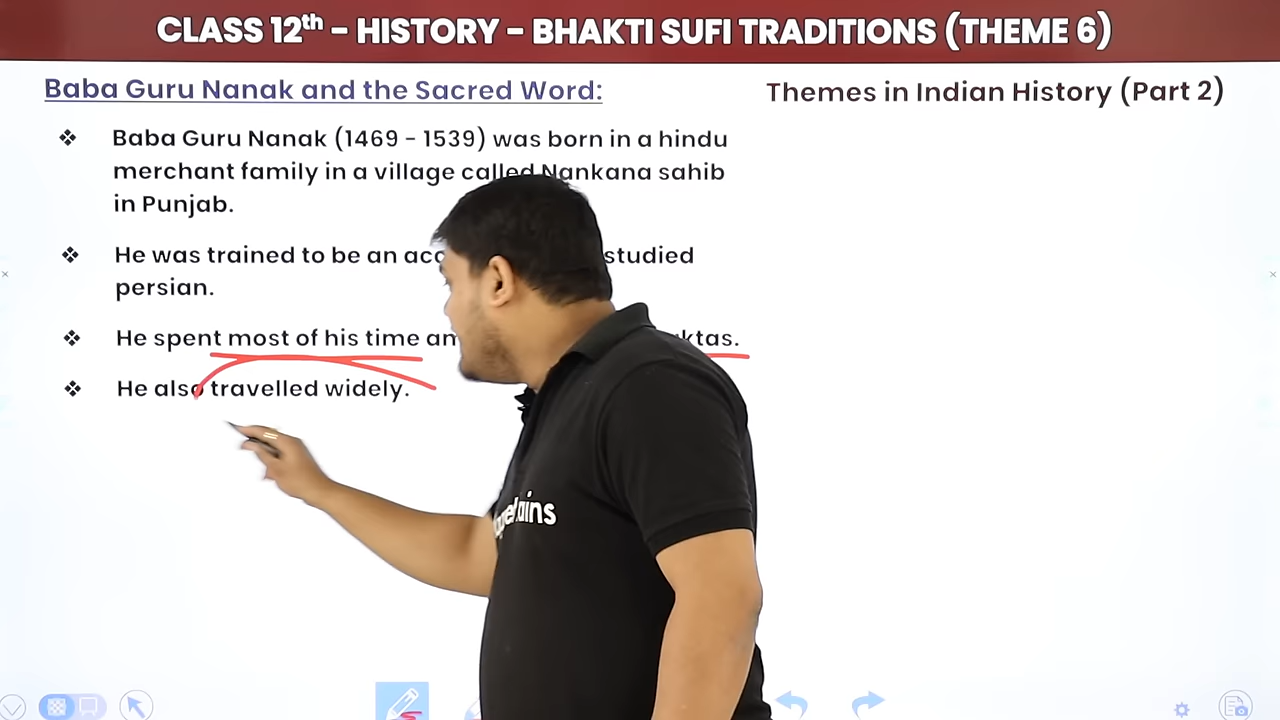 CLASS 12th - HISTORY - BHAKTI SUFI TRADITIONS (THEME 6)
Baba Guru Nanak and the Sacred Word:
Themes in Indian History (Part 2)
❖ Baba Guru Nanak (1469 - 1539) was born in a hindu
merchant family in a village called Nankana sahib
in Punjab.
❖ He was trained to be an studied
persian.
❖ He spent most of his time
❖ He also travelled widely.